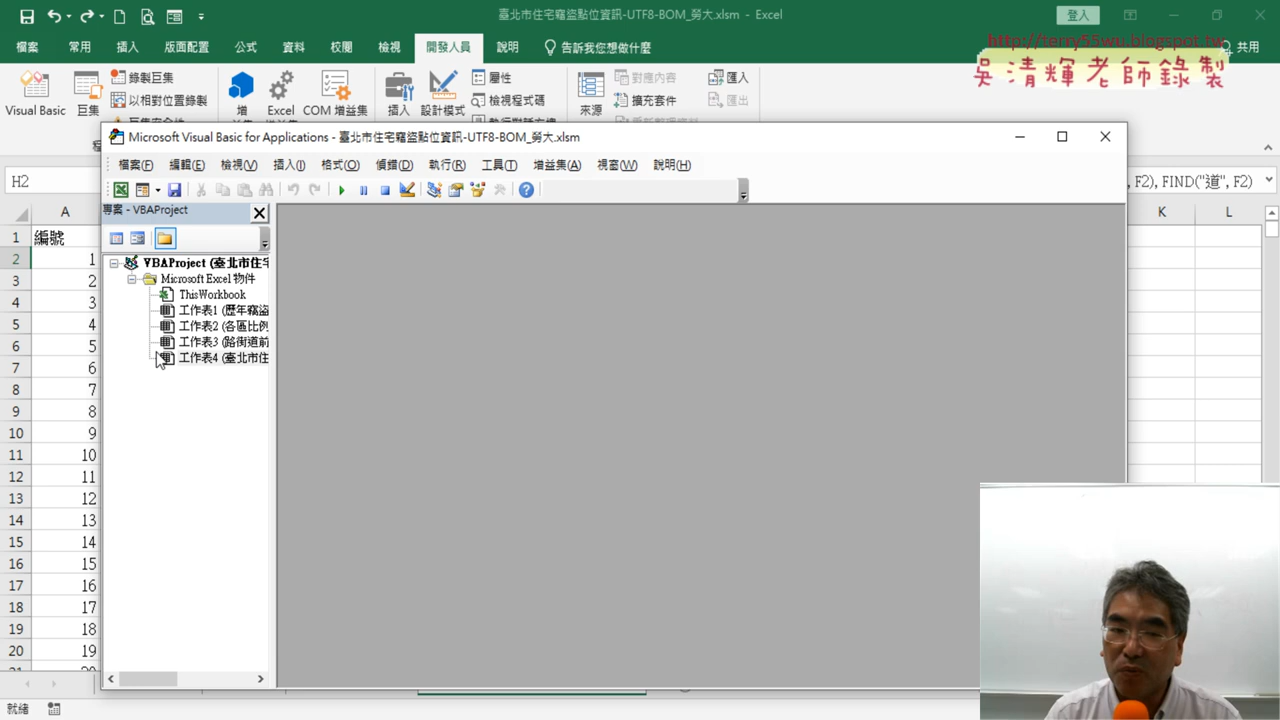 臺北市住宅竊盜點位資訊-UTF8-BOM_勞大.xlsm - Excel
登入
檔案 常用 插入 版面配置 公式 資料 校閱 檢視 開發人員 說明 告訴我您想做什麼 共用
http://terry55wu.blogspot.tw
吳清輝老師錄製
Visual Basic 巨集 錄製巨集 以相對位置錄製 增 Excel COM 增益集 插入 設計模式 屬性 檢視程式碼 來源 對應內容 擴充套件 匯入 匯出
H2
, F2), FIND("道", F2)
Microsoft Visual Basic for Applications - 臺北市住宅竊盜點位資訊-UTF8-BOM_勞大.xlsm
檔案(F) 編輯(E) 檢視(V) 插入(I) 格式(O) 偵錯(D) 執行(R) 工具(T) 增益集(A) 視窗(W) 說明(H)
專案 - VBAProject
VBAProject (臺北市住宅
Microsoft Excel 物件
ThisWorkbook
工作表1 (歷年竊盜
工作表2 (各區比例
工作表3 (路街道前
工作表4 (臺北市住
A K L
1 編號
2 1
3 2
4 3
5 4
6 5
7 6
8 7
9 8
10 9
11 10
12 11
13 12
14 13
15 14
16 15
17 16
18 17
19 18
20 19
就緒